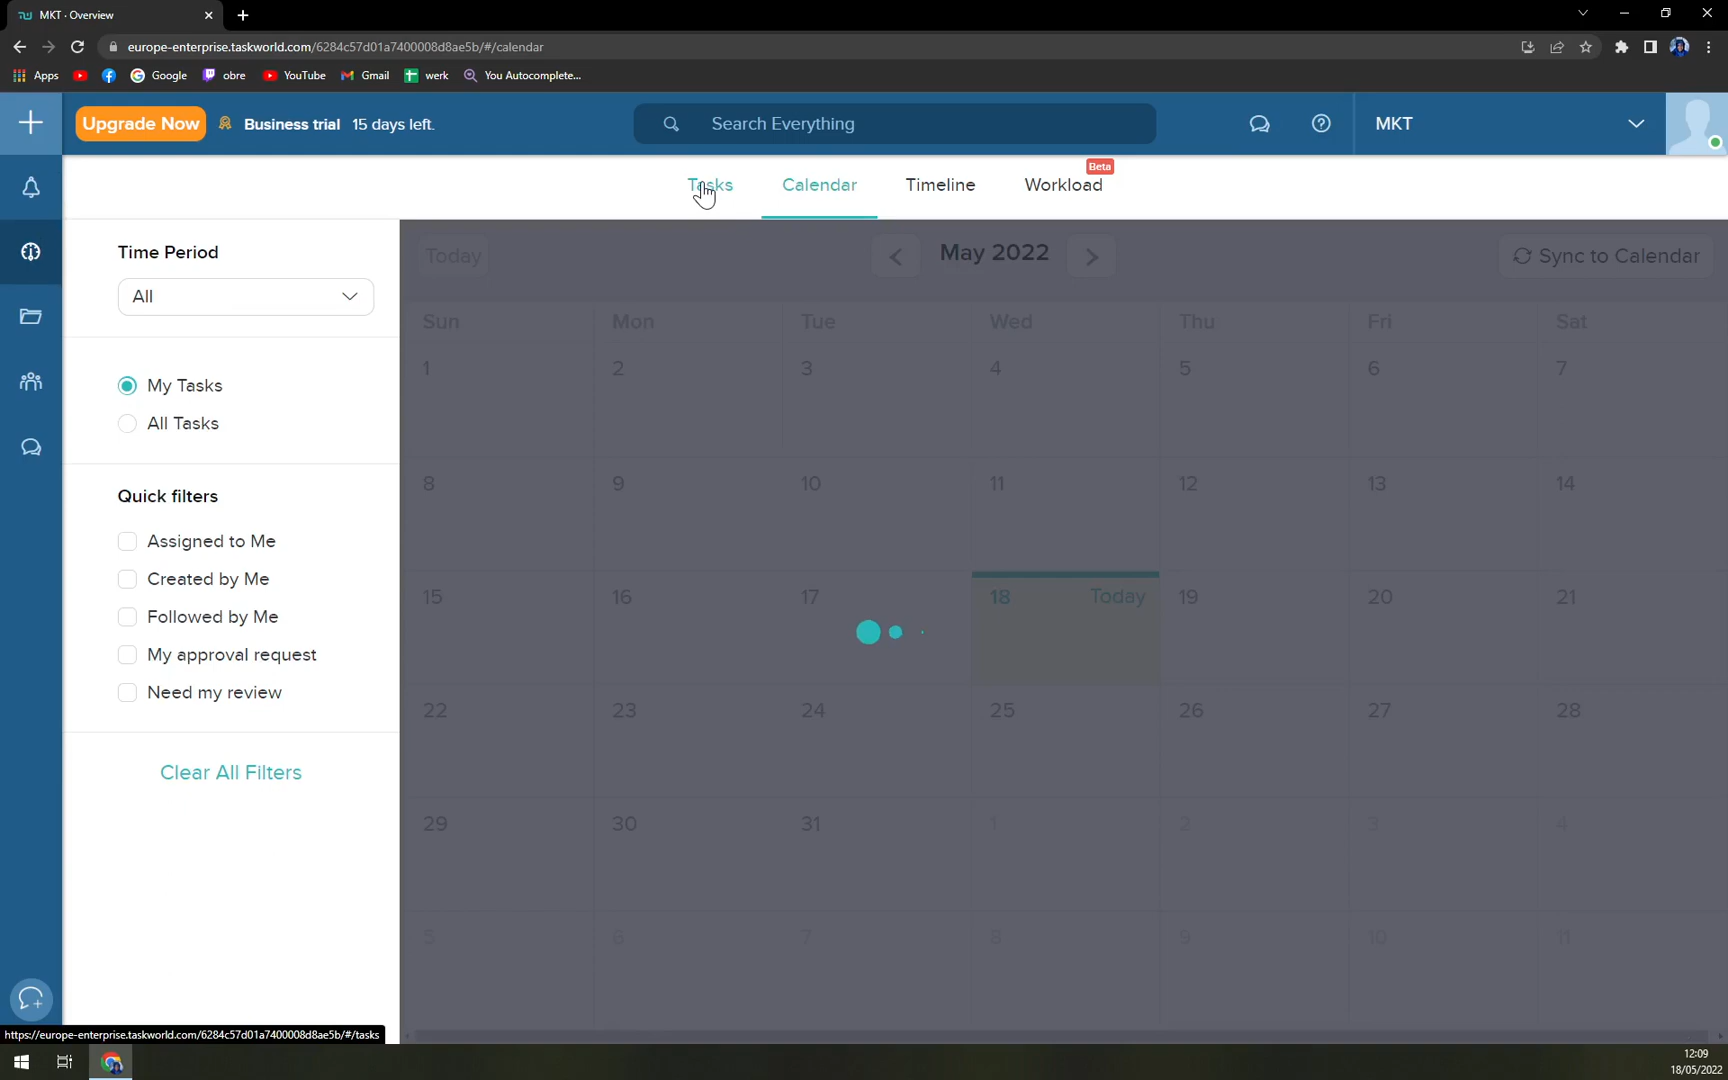 MKT - Overview
europe-enterprise.taskworld.com/6284c57d01a7400008d8ae5b/#/calendar
Apps
Google
obre
YouTube
Gmail
werk
You Autocomplete...
Upgrade Now
Business trial 15 days left.
Search Everything
MKT
Beta
Tasks
Calendar
Timeline
Workload
Time Period
All
My Tasks
All Tasks
Quick filters
Assigned to Me
Created by Me
Followed by Me
My approval request
Need my review
Clear All Filters
Today
May 2022
Sync to Calendar
Sun Mon Tue Wed Thu Fri Sat
1 2 3 4 5 6 7
8 9 10 11 12 13 14
15 16 17 18 Today 19 20 21
22 23 24 25 26 27 28
29 30 31 1 2 3 4
5 6 7 8 9 10 11
https://europe-enterprise.taskworld.com/6284c57d01a7400008d8ae5b/#/tasks
12:09
18/05/2022